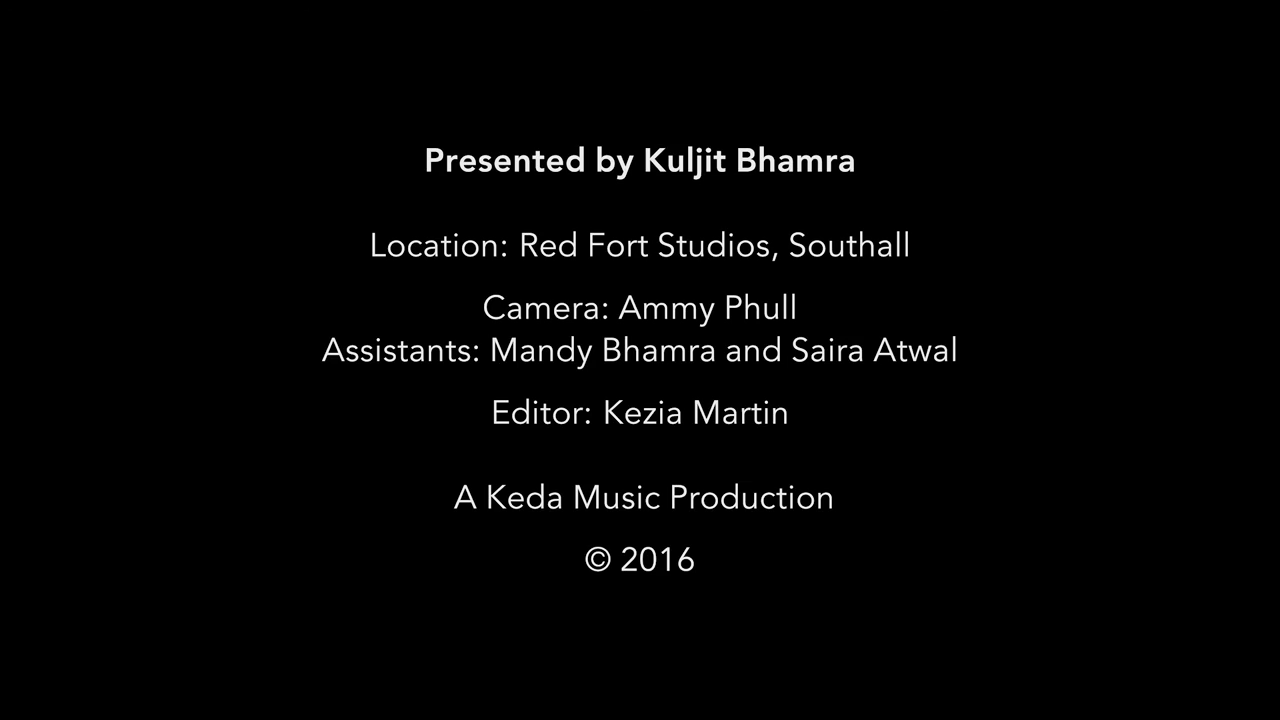 Presented by Kuljit Bhamra
Location: Red Fort Studios, Southall
Camera: Ammy Phull
Assistants: Mandy Bhamra and Saira Atwal
Editor: Kezia Martin
A Keda Music Production
© 2016